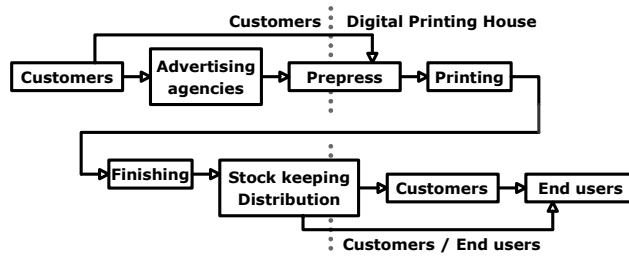 Customers Digital Printing House
Customers
Advertising
agencies
Prepress
Printing
Finishing
Stock keeping
Distribution
Customers
End users
Customers / End users